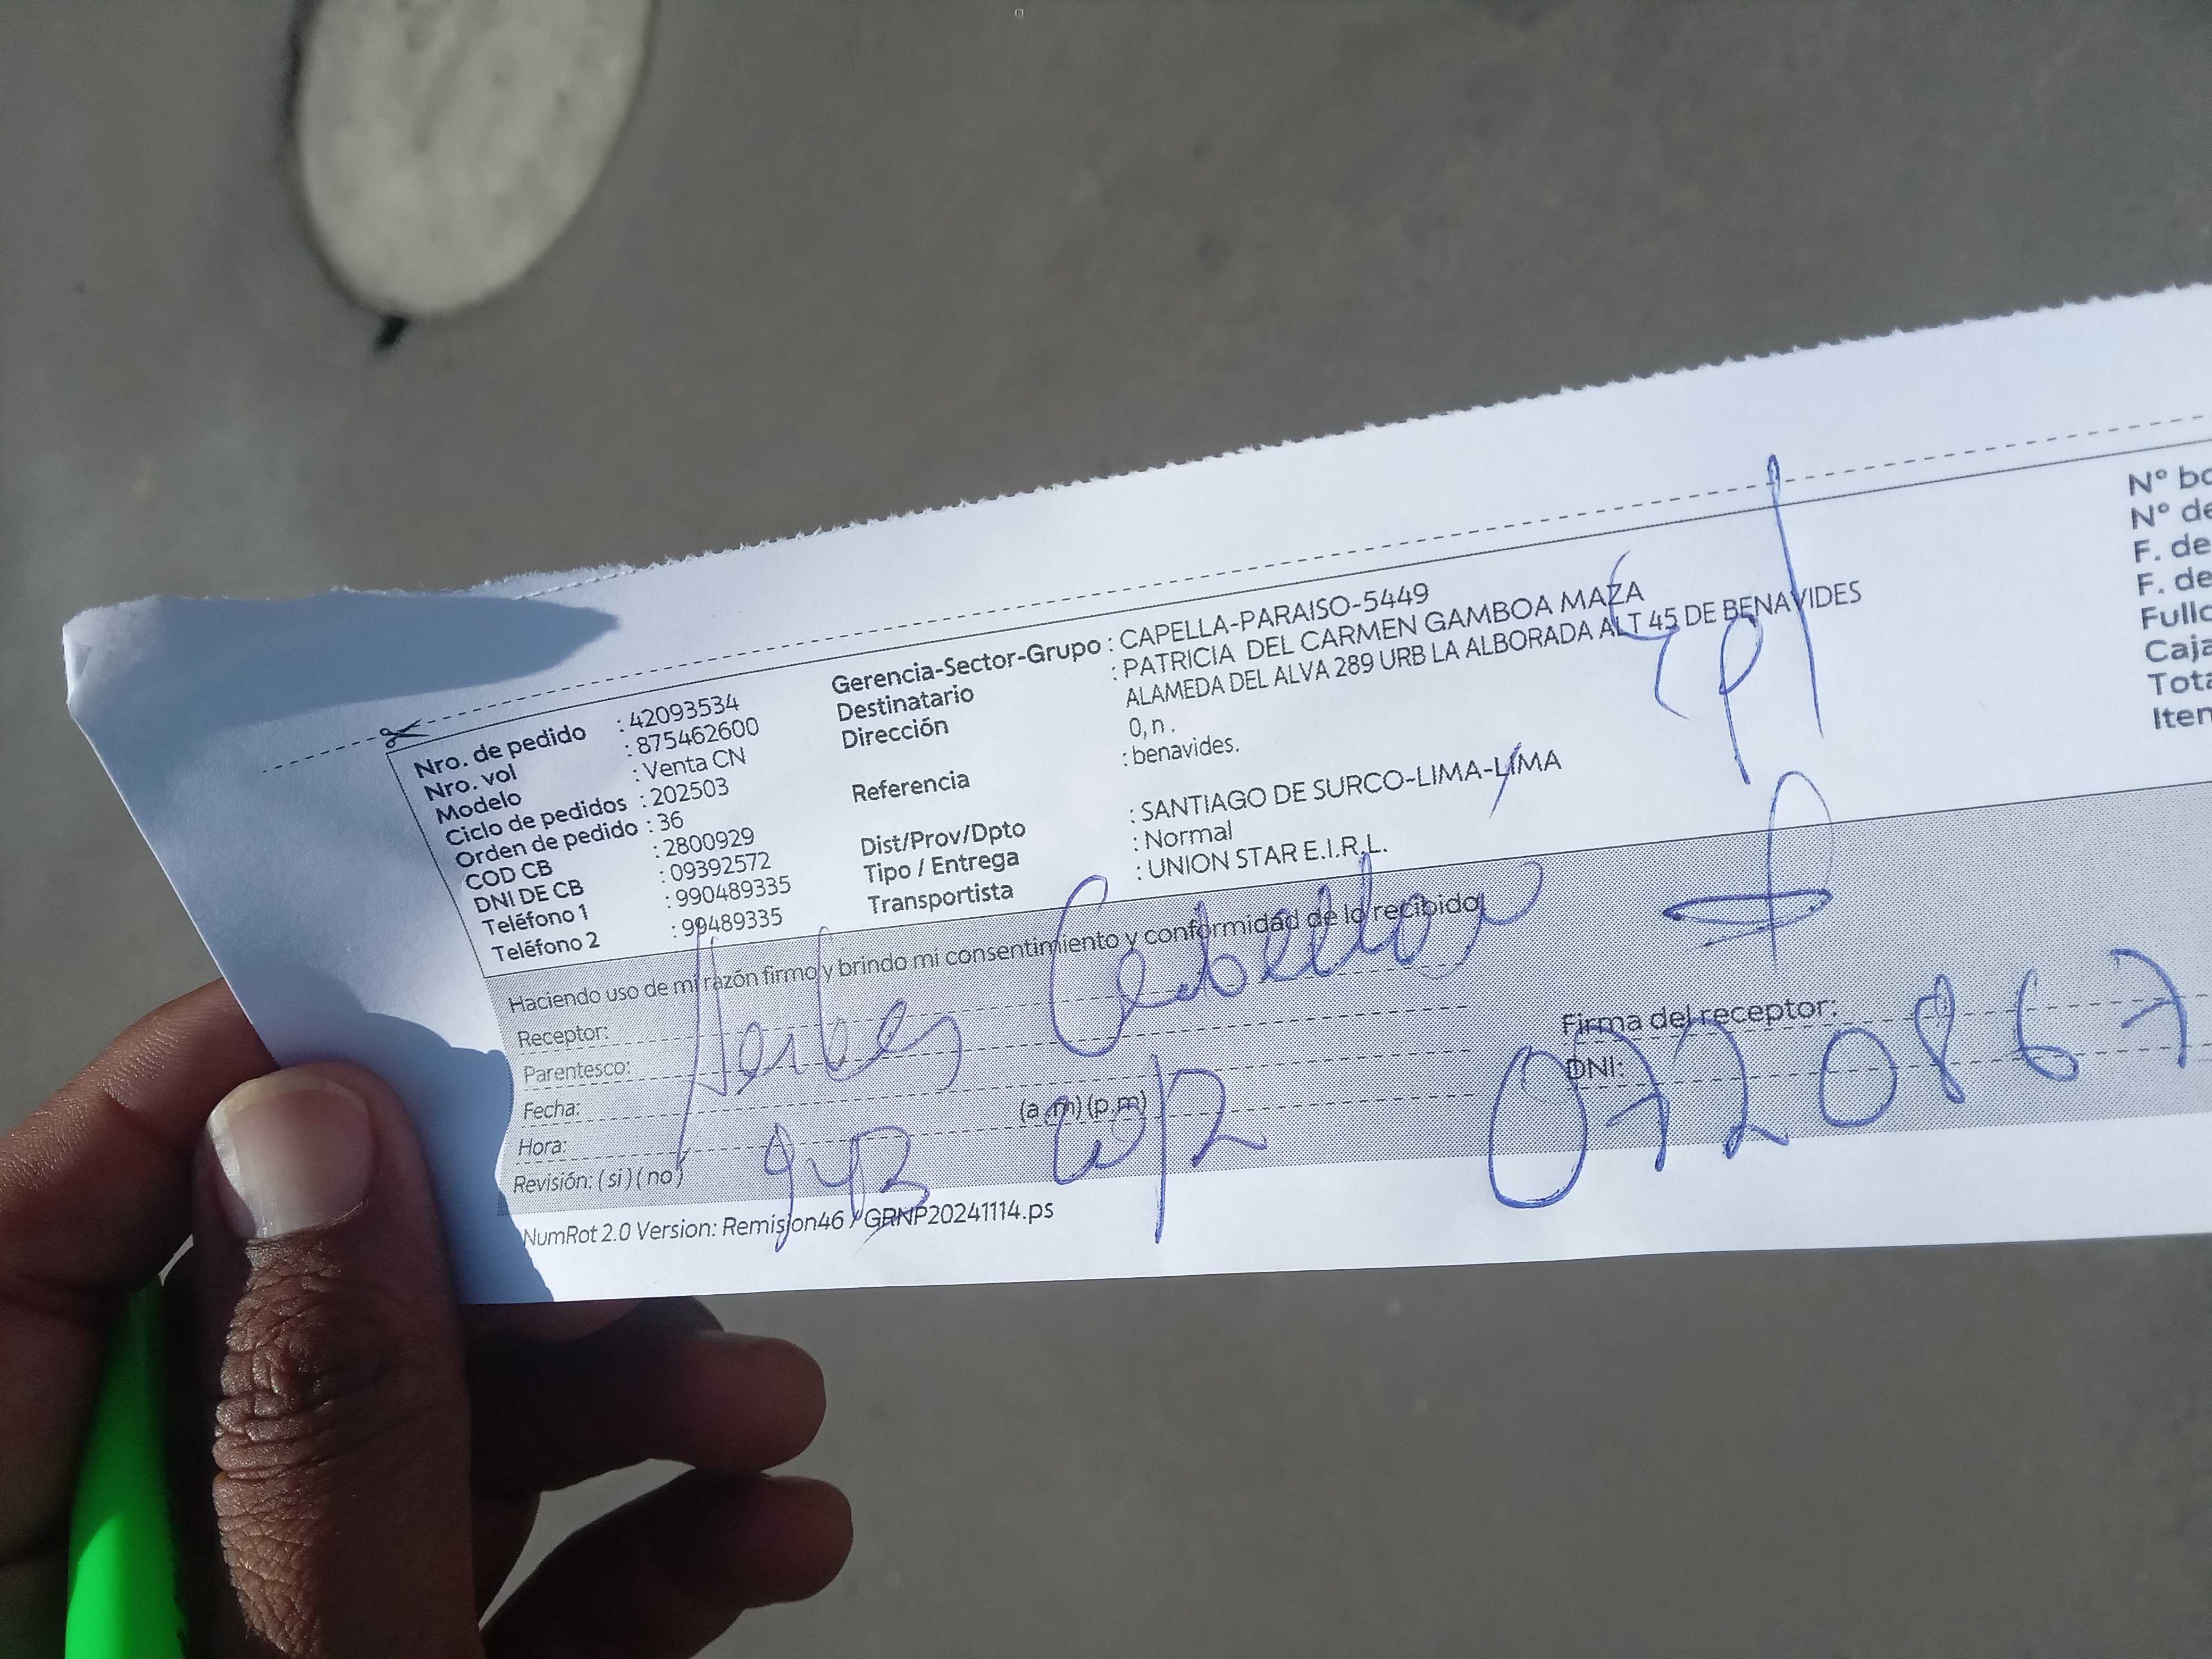 Nro. de pedido : 42093534
Nro. vol : 875462600
Modelo : Venta CN
Ciclo de pedidos : 202503
Orden de pedido : 36
COD CB : 2800929
DNI DE CB : 09392572
Teléfono 1 : 990489335
Teléfono 2 : 99489335
Gerencia-Sector-Grupo : CAPELLA-PARAISO-5449
Destinatario : PATRICIA DEL CARMEN GAMBOA MAZA
Dirección ALAMEDA DEL ALVA 289 URB LA ALBORADA ALT 45 DE BENAVIDES
0, n .
Referencia : benavides.
Dist/Prov/Dpto : SANTIAGO DE SURCO-LIMA-LIMA
Tipo / Entrega : Normal
Transportista : UNION STAR E.I.R.L.
Nº
Nº de
F. de
F. de
Haciendo uso de mi razón firmo y brindo mi consentimiento y conformidad de lo recibido
Receptor:
Parentesco:
Fecha:
Hora: (a.m) (p.m)
Revisión: ( si ) ( no )
Firma del receptor:
DNI: 0720867
NumRot 2.0 Version: Remision46 / GRNP20241114.ps